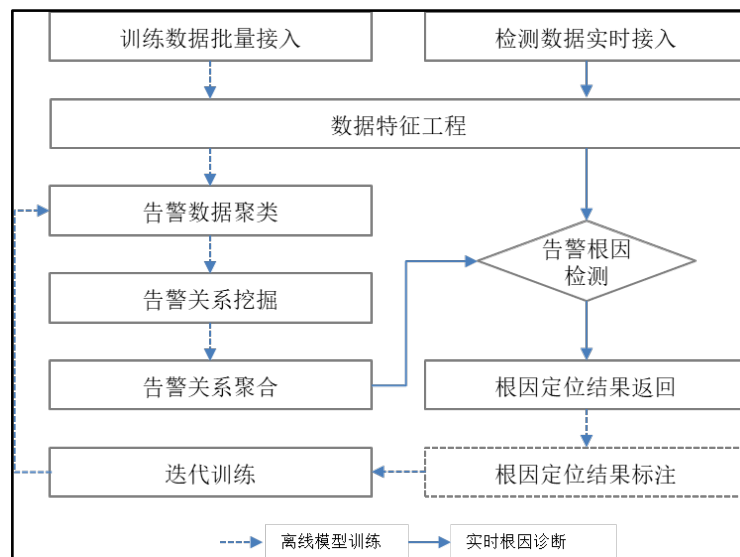 训练数据批量接入
检测数据实时接入
数据特征工程
告警数据聚类
告警根因
检测
告警关系挖掘
告警关系聚合
根因定位结果返回
迭代训练
根因定位结果标注
离线模型训练
实时根因诊断